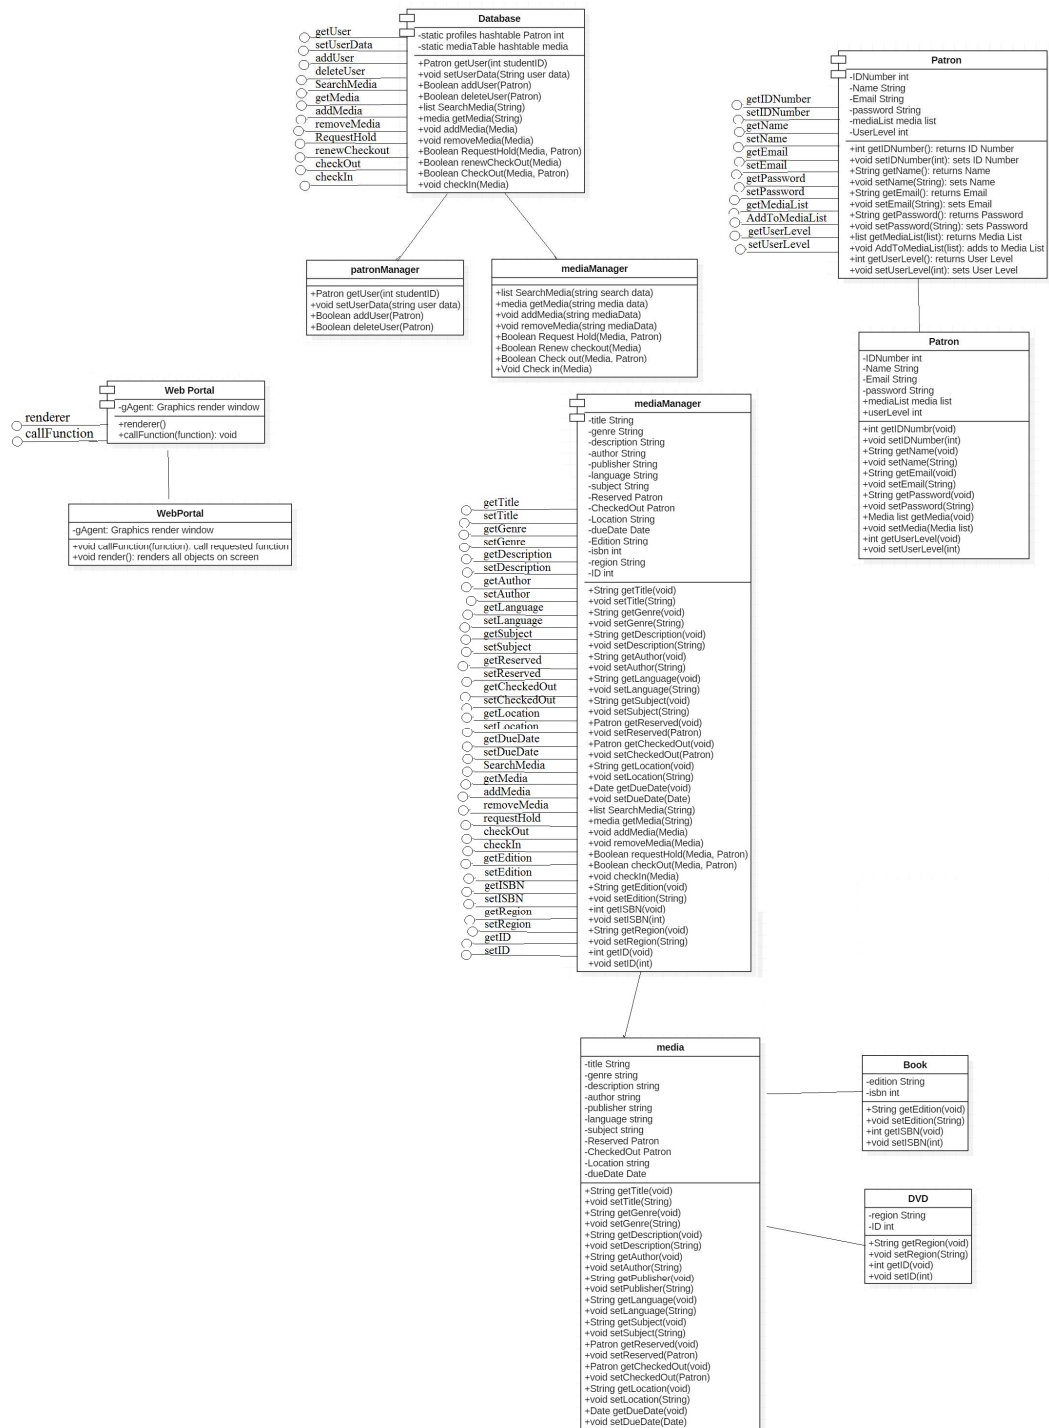 Database
-static profiles hashtable Patron int
-static mediaTable hashtable media
+Patron getUser(int studentID)
+void setUserData(String user data)
+Boolean addUser(Patron)
+Boolean deleteUser(Patron)
+list SearchMedia(String)
+media getMedia(String)
+void addMedia(Media)
+void removeMedia(Media)
+Boolean RequestHold(Media, Patron)
+Boolean renewCheckOut(Media)
+Boolean CheckOut(Media, Patron)
+void checkIn(Media)
getUser
setUserData
addUser
deleteUser
SearchMedia
getMedia
addMedia
removeMedia
RequestHold
renewCheckout
checkOut
checkIn
Patron
-IDNumber int
-Name String
-Email String
-password String
-mediaList media list
-UserLevel int
+int getIDNumber(): returns ID Number
+void setIDNumber(int): sets ID Number
+String getName(): returns Name
+void setName(String): sets Name
+String getEmail(): returns Email
+void setEmail(String): sets Email
+String getPassword(): returns Password
+void setPassword(String): sets Password
+list getMediaList(list): returns Media List
+void AddToMediaList(list): adds to Media List
+int getUserLevel(): returns User Level
+void setUserLevel(int): sets User Level
getIDNumber
setIDNumber
getName
setName
getEmail
setEmail
getPassword
setPassword
getMediaList
AddToMediaList
getUserLevel
setUserLevel
patronManager
+Patron getUser(int studentID)
+void setUserData(string user data)
+Boolean addUser(Patron)
+Boolean deleteUser(Patron)
mediaManager
+list SearchMedia(string search data)
+media getMedia(string media data)
+void addMedia(string mediaData)
+void removeMedia(string mediaData)
+Boolean Request Hold(Media, Patron)
+Boolean Renew checkout(Media)
+Boolean Check out(Media, Patron)
+Void Check in(Media)
Patron
-IDNumber int
-Name String
-Email String
-password String
+mediaList media list
+userLevel int
+int getIDNumbr(void)
+void setIDNumber(int)
+String getName(void)
+void setName(String)
+String getEmail(void)
+void setEmail(String)
+String getPassword(void)
+void setPassword(String)
+Media list getMedia(void)
+void setMedia(Media list)
+int getUserLevel(void)
+void setUserLevel(int)
Web Portal
-gAgent: Graphics render window
+renderer()
+callFunction(function): void
renderer
callFunction
WebPortal
-gAgent: Graphics render window
+void callFunction(function): call requested function
+void render(): renders all objects on screen
mediaManager
-title String
-genre String
-description String
-author String
-publisher String
-language String
-subject String
-Reserved Patron
-CheckedOut Patron
-Location String
-dueDate Date
-Edition String
-isbn int
-region String
-ID int
+String getTitle(void)
+void setTitle(String)
+String getGenre(void)
+void setGenre(String)
+String getDescription(void)
+void setDescription(String)
+String getAuthor(void)
+void setAuthor(String)
+String getLanguage(void)
+void setLanguage(String)
+String getSubject(void)
+void setSubject(String)
+Patron getReserved(void)
+void setReserved(Patron)
+Patron getCheckedOut(void)
+void setCheckedOut(Patron)
+String getLocation(void)
+void setLocation(String)
+Date getDueDate(void)
+void setDueDate(Date)
+list SearchMedia(String)
+media getMedia(String)
+void addMedia(Media)
+void removeMedia(Media)
+Boolean requestHold(Media, Patron)
+Boolean checkOut(Media, Patron)
+void checkIn(Media)
+String getEdition(void)
+void setEdition(String)
+int getISBN(void)
+void setISBN(int)
+String getRegion(void)
+void setRegion(String)
+int getID(void)
+void setID(int)
getTitle
setTitle
getGenre
setGenre
getDescription
setDescription
getAuthor
setAuthor
getLanguage
setLanguage
getSubject
setSubject
getReserved
setReserved
getCheckedOut
setCheckedOut
getLocation
setLocation
getDueDate
setDueDate
SearchMedia
getMedia
addMedia
removeMedia
requestHold
checkOut
checkIn
getEdition
setEdition
getISBN
setISBN
getRegion
setRegion
getID
setID
media
-title String
-genre string
-description string
-author string
-publisher string
-language string
-subject string
-Reserved Patron
-CheckedOut Patron
-Location string
-dueDate Date
+String getTitle(void)
+void setTitle(String)
+String getGenre(void)
+void setGenre(String)
+String getDescription(void)
+void setDescription(String)
+String getAuthor(void)
+void setAuthor(String)
+String getPublisher(void)
+void setPublisher(String)
+String getLanguage(void)
+void setLanguage(String)
+String getSubject(void)
+void setSubject(String)
+Patron getReserved(void)
+void setReserved(Patron)
+Patron getCheckedOut(void)
+void setCheckedOut(Patron)
+String getLocation(void)
+void setLocation(String)
+Date getDueDate(void)
+void setDueDate(Date)
Book
-edition String
-isbn int
+String getEdition(void)
+void setEdition(String)
+int getISBN(void)
+void setISBN(int)
DVD
-region String
-ID int
+String getRegion(void)
+void setRegion(String)
+int getID(void)
+void setID(int)